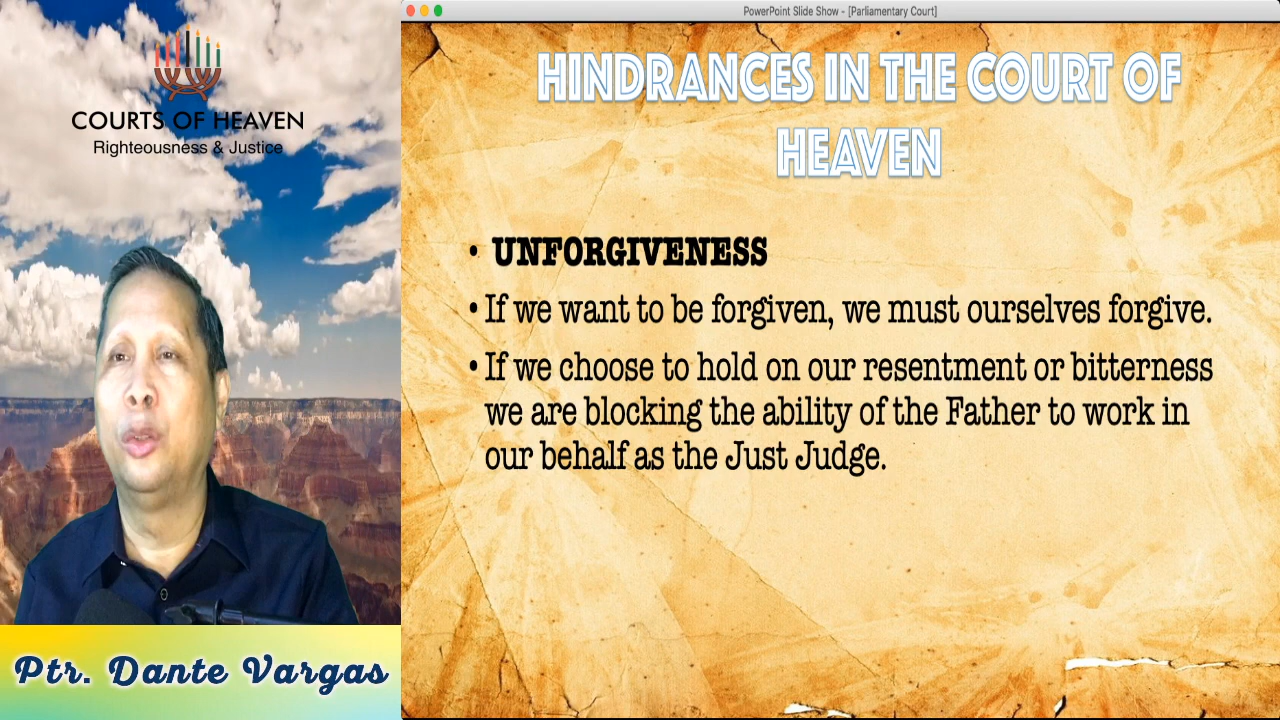 COURTS OF HEAVEN
Righteousness & Justice
Ptr. Dante Vargas
PowerPoint Slide Show - [Parliamentary Court]
HINDRANCES IN THE COURT OF
HEAVEN
• UNFORGIVENESS
• If we want to be forgiven, we must ourselves forgive.
• If we choose to hold on our resentment or bitterness
we are blocking the ability of the Father to work in
our behalf as the Just Judge.